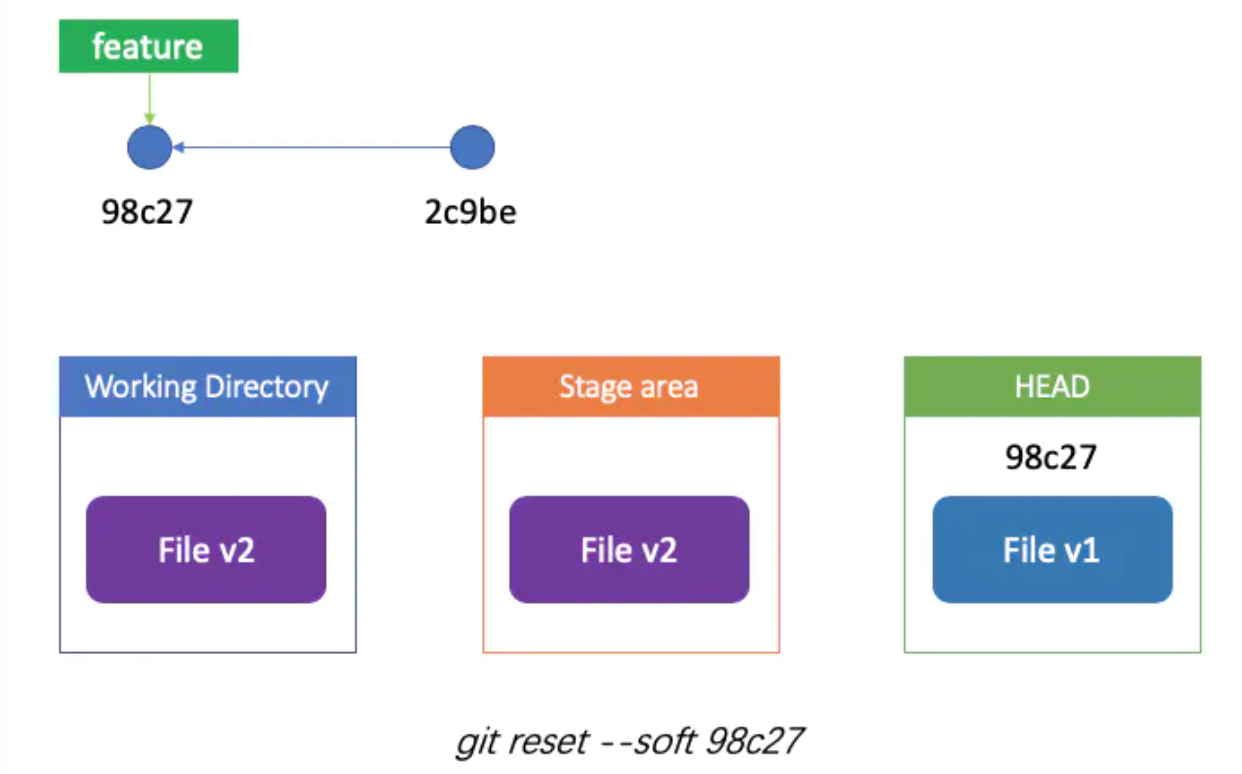 feature
98c27
2c9be
Working Directory
Stage area
HEAD
98c27
File v2
File v2
File v1
git reset --soft 98c27